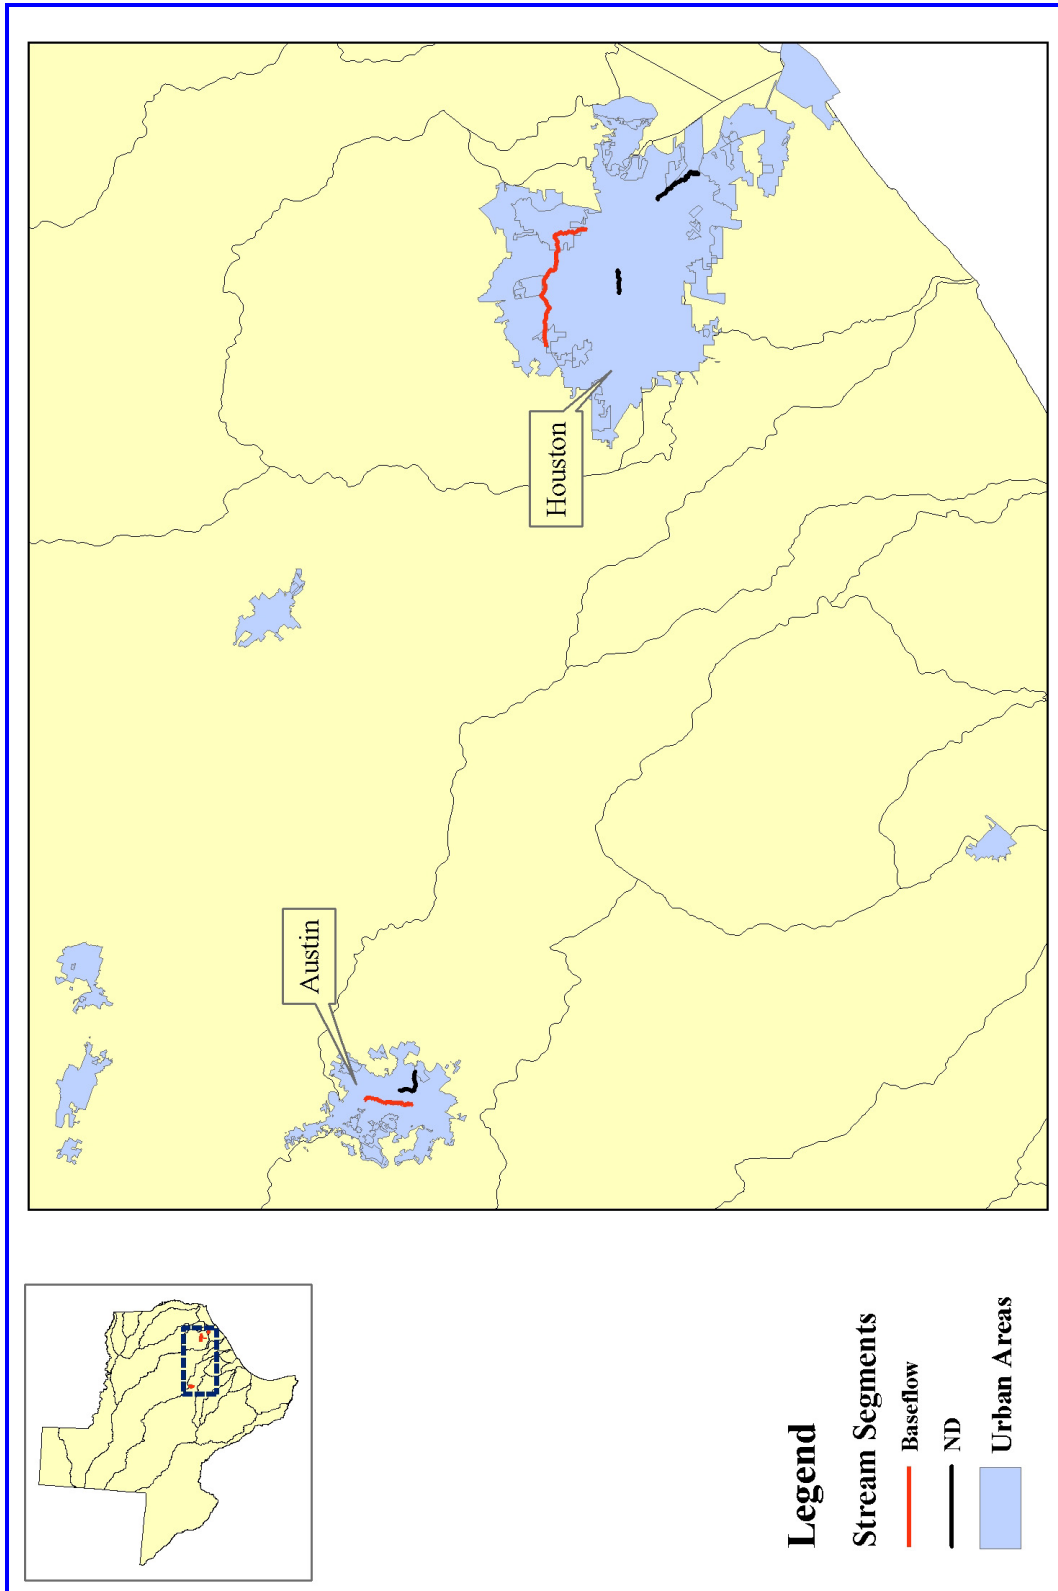 Austin
Houston
Legend
Stream Segments
Baseflow
ND
Urban Areas